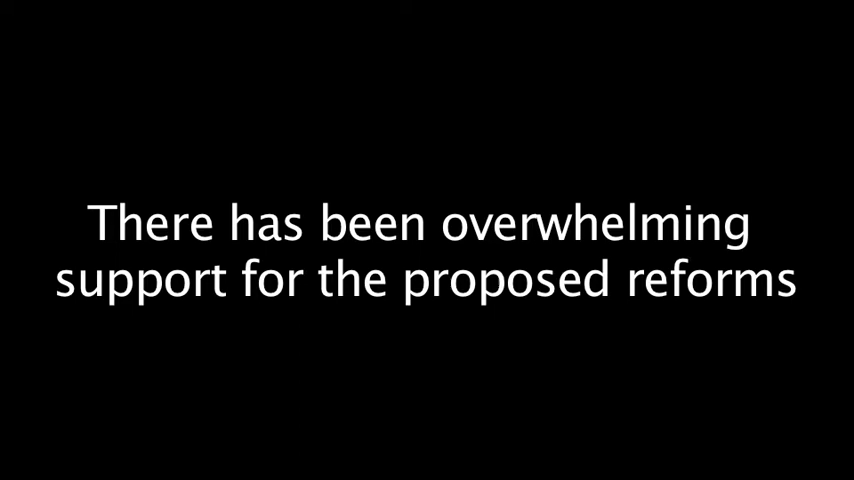 There has been overwhelming
support for the proposed reforms